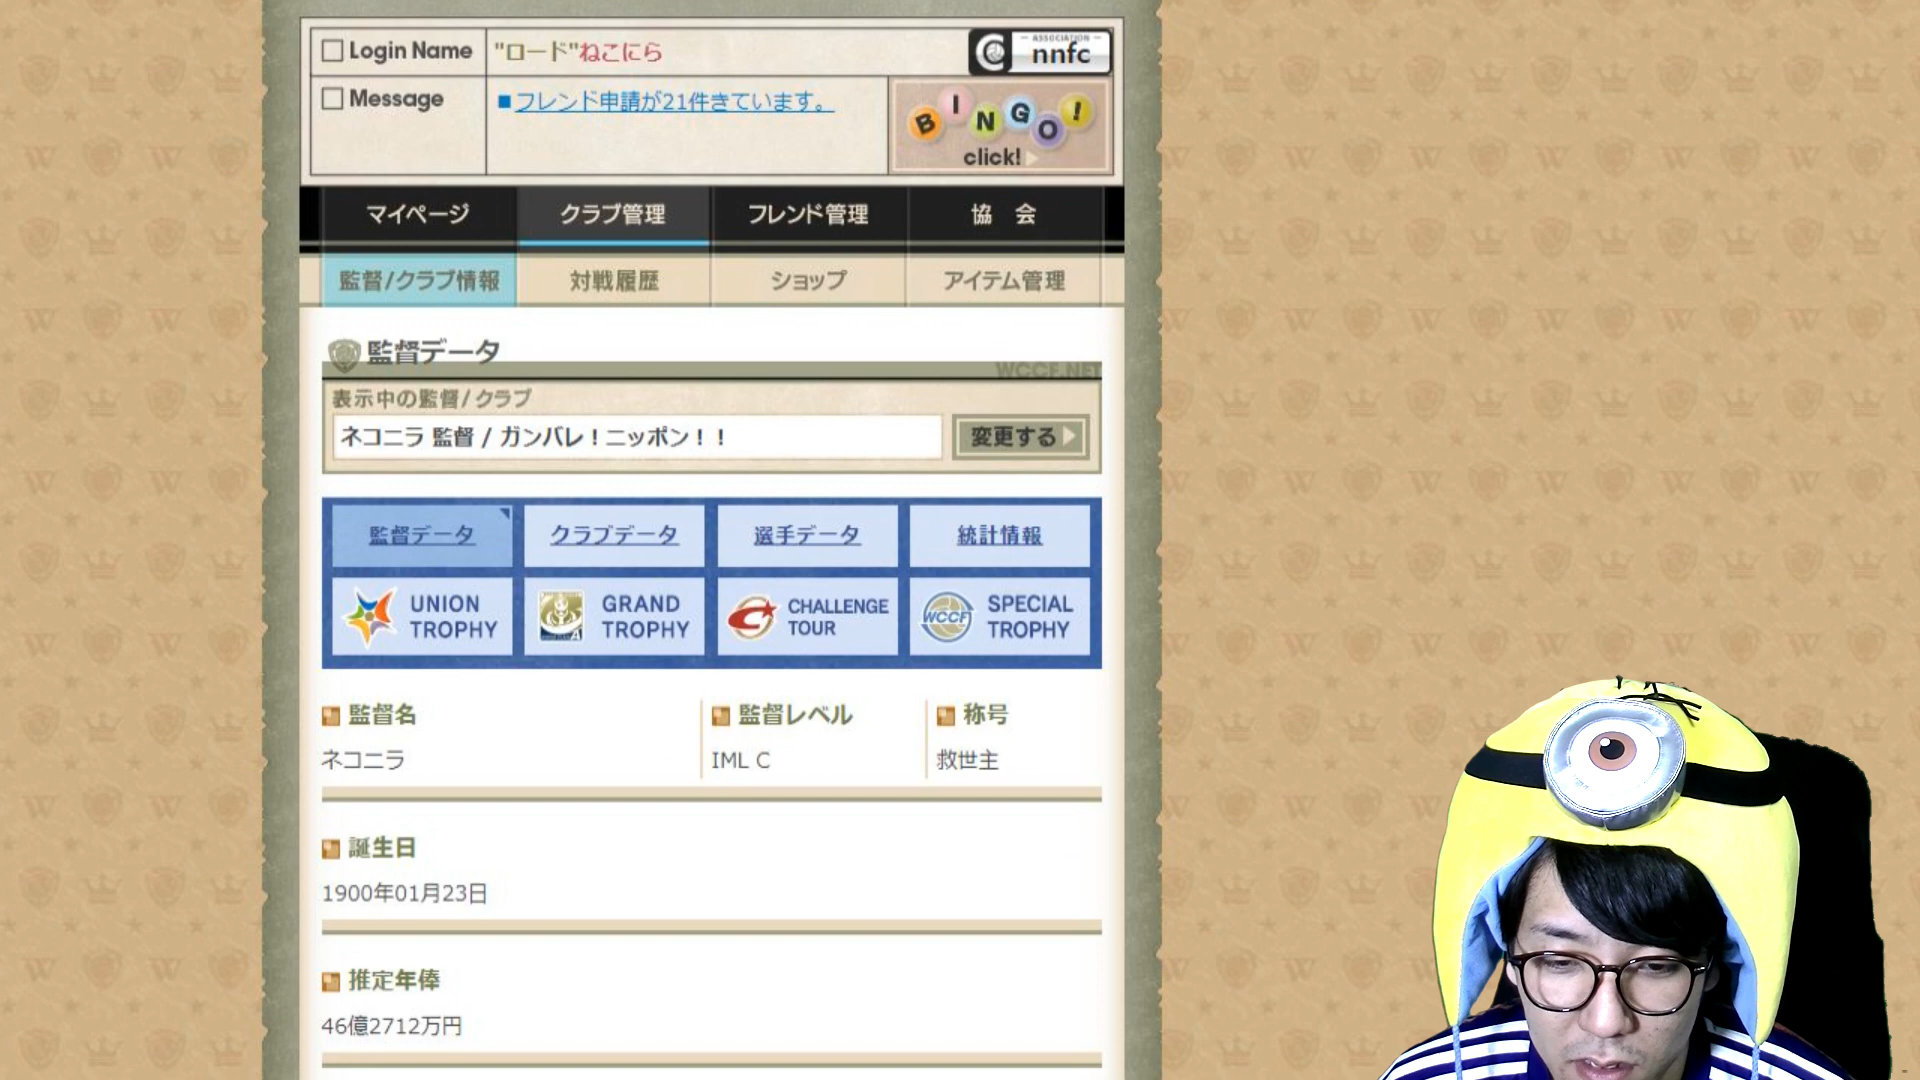 Login Name
"ロード"ねこにら
ASSOCIATION
nnfc
Message
■フレンド申請が21件きています。
BINGO!
click!
マイページ
クラブ管理
フレンド管理
協 会
監督/クラブ情報
対戦履歴
ショップ
アイテム管理
監督データ
WCCF.NET
表示中の監督/クラブ
ネコニラ 監督 / ガンバレ！ニッポン！！
変更する
監督データ
クラブデータ
選手データ
統計情報
UNION
TROPHY
GRAND
TROPHY
CHALLENGE
TOUR
WCCF
SPECIAL
TROPHY
監督名
監督レベル
称号
ネコニラ
IML C
救世主
誕生日
1900年01月23日
推定年俸
46億2712万円